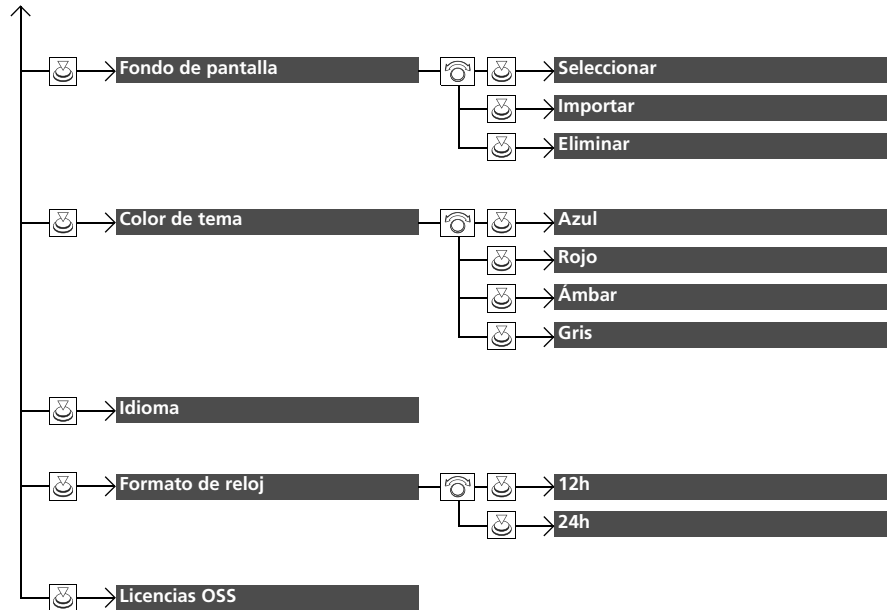 Fondo de pantalla
Seleccionar
Importar
Eliminar
Color de tema
Azul
Rojo
Ámbar
Gris
Idioma
Formato de reloj
12h
24h
Licencias OSS